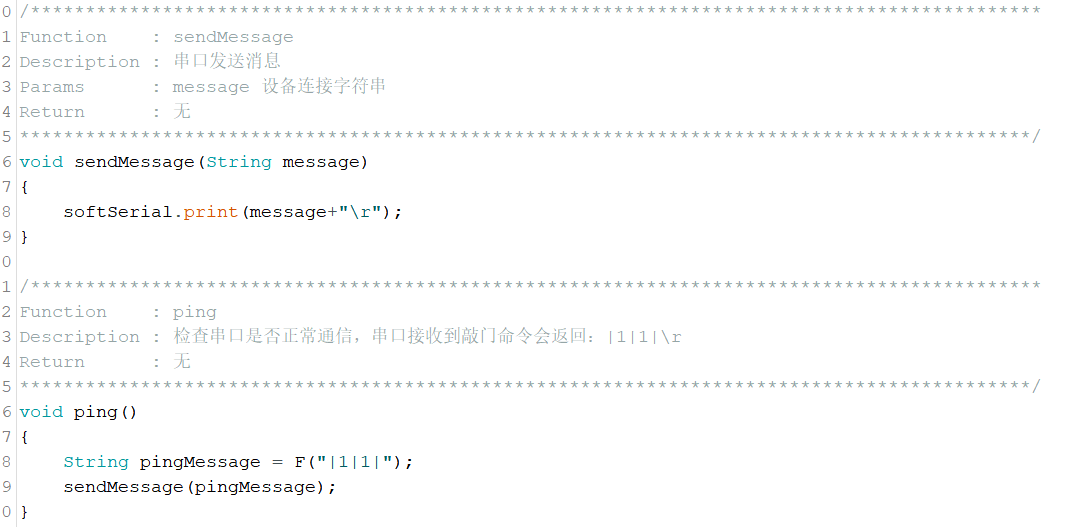 0 /*********************************************************************************************
1 Function    : sendMessage
2 Description : 串口发送消息
3 Params      : message 设备连接字符串
4 Return      : 无
5 *********************************************************************************************/
6 void sendMessage(String message)
7 {
8     softSerial.print(message+"\r");
9 }
0
1 /*********************************************************************************************
2 Function    : ping
3 Description : 检查串口是否正常通信，串口接收到敲门命令会返回：|1|1|\r
4 Return      : 无
5 *********************************************************************************************/
6 void ping()
7 {
8     String pingMessage = F("|1|1|");
9     sendMessage(pingMessage);
0 }